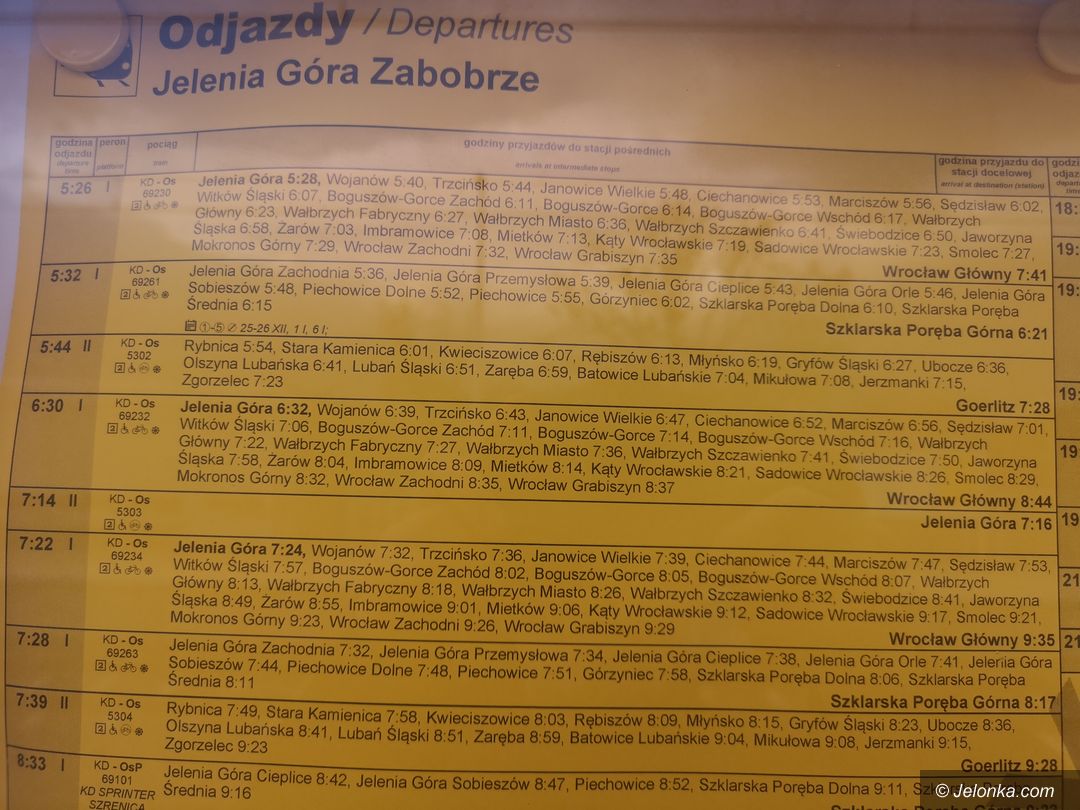 Odjazdy / Departures
Jelenia Góra Zabobrze
godzina odjazdu departure time
peron platform
pociąg train
godziny przyjazdów do stacji pośrednich
arrivals at intermediate stops
godzina przyjazdu do stacji docelowej
arrival at destination (station)
5:26 I KD - Os 69230
Jelenia Góra 5:28, Wojanów 5:40, Trzcińsko 5:44, Janowice Wielkie 5:48, Ciechanowice 5:53, Marciszów 5:56, Sędzisław 6:02,
Witków Śląski 6:07, Boguszów-Gorce Zachód 6:11, Boguszów-Gorce 6:14, Boguszów-Gorce Wschód 6:17, Wałbrzych
Główny 6:23, Wałbrzych Fabryczny 6:27, Wałbrzych Miasto 6:36, Wałbrzych Szczawienko 6:41, Świebodzice 6:50, Jaworzyna
Śląska 6:58, Żarów 7:03, Imbramowice 7:08, Mietków 7:13, Kąty Wrocławskie 7:19, Sadowice Wrocławskie 7:23, Smolec 7:27,
Mokronos Górny 7:29, Wrocław Zachodni 7:32, Wrocław Grabiszyn 7:35
Wrocław Główny 7:41
5:32 I KD - Os 69261
Jelenia Góra Zachodnia 5:36, Jelenia Góra Przemysłowa 5:39, Jelenia Góra Cieplice 5:43, Jelenia Góra Orle 5:46, Jelenia Góra
Sobieszów 5:48, Piechowice Dolne 5:52, Piechowice 5:55, Górzyniec 6:02, Szklarska Poręba Dolna 6:10, Szklarska Poręba
Średnia 6:15
①-⑤ 25-26 XII, 1 I, 6 I;
Szklarska Poręba Górna 6:21
5:44 II KD - Os 5302
Rybnica 5:54, Stara Kamienica 6:01, Kwieciszowice 6:07, Rębiszów 6:13, Młyńsko 6:19, Gryfów Śląski 6:27, Ubocze 6:36,
Olszyna Lubańska 6:41, Lubań Śląski 6:51, Zaręba 6:59, Batowice Lubańskie 7:04, Mikułowa 7:08, Jerzmanki 7:15,
Zgorzelec 7:23
Goerlitz 7:28
6:30 I KD - Os 69232
Jelenia Góra 6:32, Wojanów 6:39, Trzcińsko 6:43, Janowice Wielkie 6:47, Ciechanowice 6:52, Marciszów 6:56, Sędzisław 7:01,
Witków Śląski 7:06, Boguszów-Gorce Zachód 7:11, Boguszów-Gorce 7:14, Boguszów-Gorce Wschód 7:16, Wałbrzych
Główny 7:22, Wałbrzych Fabryczny 7:27, Wałbrzych Miasto 7:36, Wałbrzych Szczawienko 7:41, Świebodzice 7:50, Jaworzyna
Śląska 7:58, Żarów 8:04, Imbramowice 8:09, Mietków 8:14, Kąty Wrocławskie 8:21, Sadowice Wrocławskie 8:26, Smolec 8:29,
Mokronos Górny 8:32, Wrocław Zachodni 8:35, Wrocław Grabiszyn 8:37
Wrocław Główny 8:44
7:14 II KD - Os 5303
Jelenia Góra 7:16
7:22 I KD - Os 69234
Jelenia Góra 7:24, Wojanów 7:32, Trzcińsko 7:36, Janowice Wielkie 7:39, Ciechanowice 7:44, Marciszów 7:47, Sędzisław 7:53,
Witków Śląski 7:57, Boguszów-Gorce Zachód 8:02, Boguszów-Gorce 8:05, Boguszów-Gorce Wschód 8:07, Wałbrzych
Główny 8:13, Wałbrzych Fabryczny 8:18, Wałbrzych Miasto 8:26, Wałbrzych Szczawienko 8:32, Świebodzice 8:41, Jaworzyna
Śląska 8:49, Żarów 8:55, Imbramowice 9:01, Mietków 9:06, Kąty Wrocławskie 9:12, Sadowice Wrocławskie 9:17, Smolec 9:21,
Mokronos Górny 9:23, Wrocław Zachodni 9:26, Wrocław Grabiszyn 9:29
Wrocław Główny 9:35
7:28 I KD - Os 69263
Jelenia Góra Zachodnia 7:32, Jelenia Góra Przemysłowa 7:34, Jelenia Góra Cieplice 7:38, Jelenia Góra Orle 7:41, Jelenia Góra
Sobieszów 7:44, Piechowice Dolne 7:48, Piechowice 7:51, Górzyniec 7:58, Szklarska Poręba Dolna 8:06, Szklarska Poręba
Średnia 8:11
Szklarska Poręba Górna 8:17
7:39 II KD - Os 5304
Rybnica 7:49, Stara Kamienica 7:58, Kwieciszowice 8:03, Rębiszów 8:09, Młyńsko 8:15, Gryfów Śląski 8:23, Ubocze 8:36,
Olszyna Lubańska 8:41, Lubań Śląski 8:51, Zaręba 8:59, Batowice Lubańskie 9:04, Mikułowa 9:08, Jerzmanki 9:15,
Zgorzelec 9:23
Goerlitz 9:28
8:33 I KD - OsP 69101 KD SPRINTER SZRENICA
Jelenia Góra Cieplice 8:42, Jelenia Góra Sobieszów 8:47, Piechowice 8:52, Szklarska Poręba Dolna 9:11,
Średnia 9:16
© Jelonka.com